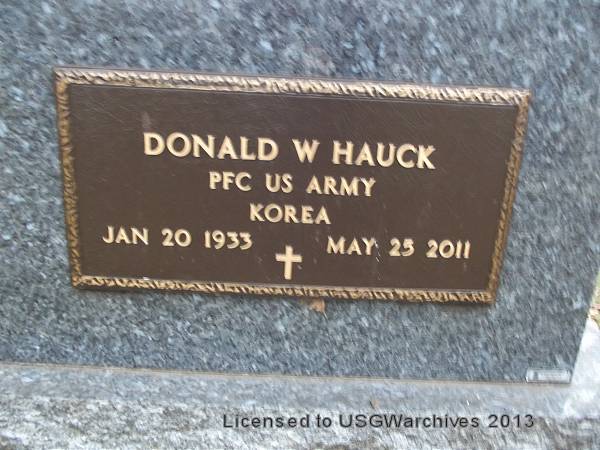 DONALD W HAUCK
PFC US ARMY
KOREA
JAN 20 1933 MAY 25 2011
Licensed to USGWarchives 2013